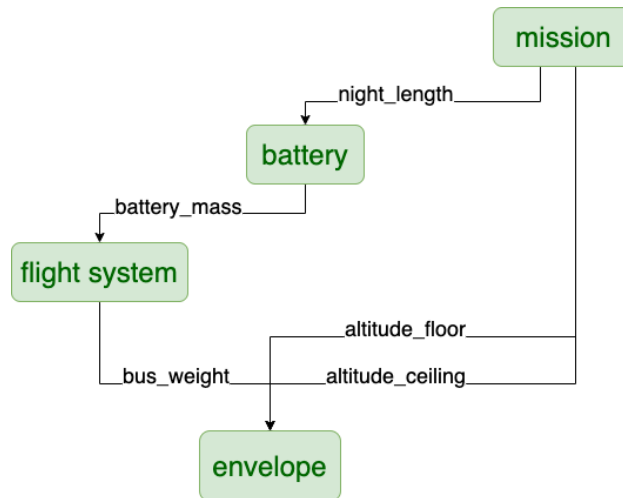 mission
night_length
battery
battery_mass
flight system
altitude_floor
bus_weight
altitude_ceiling
envelope